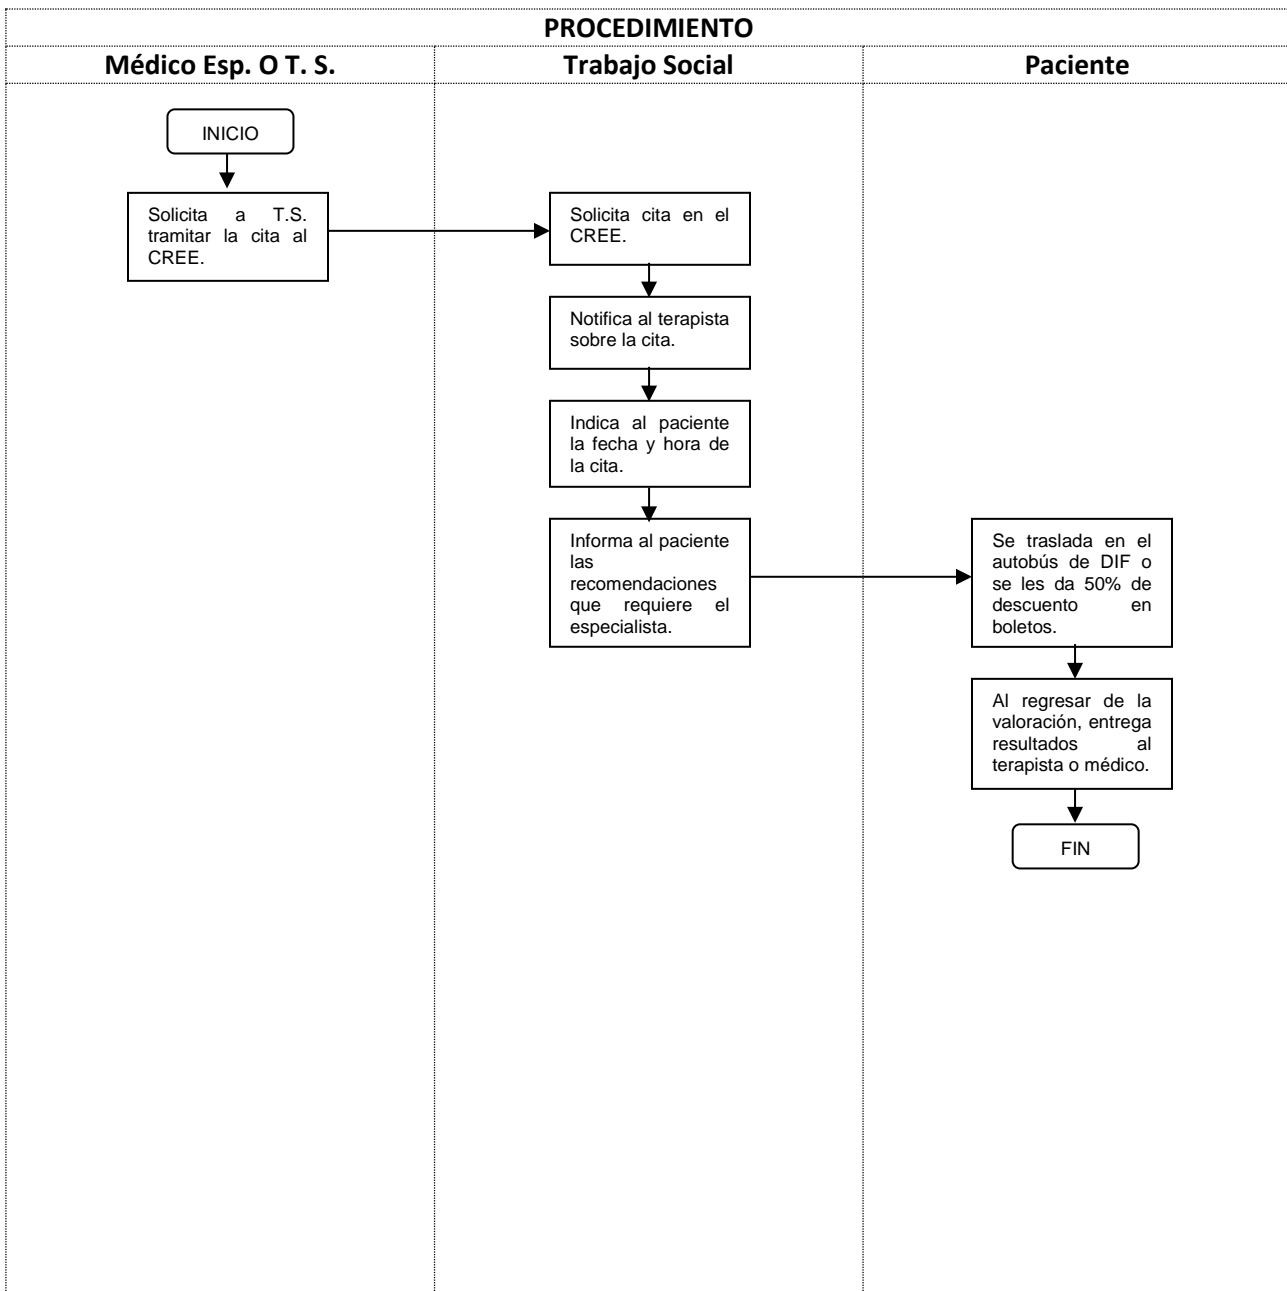 PROCEDIMIENTO
Médico Esp. O T. S.
Trabajo Social
Paciente
INICIO
Solicita a T.S.
tramitar la cita al
CREE.
Solicita cita en el
CREE.
Notifica al terapista
sobre la cita.
Indica al paciente
la fecha y hora de
la cita.
Informa al paciente
las
recomendaciones
que requiere el
especialista.
Se traslada en el
autobús de DIF o
se les da 50% de
descuento en
boletos.
Al regresar de la
valoración, entrega
resultados al
terapista o médico.
FIN